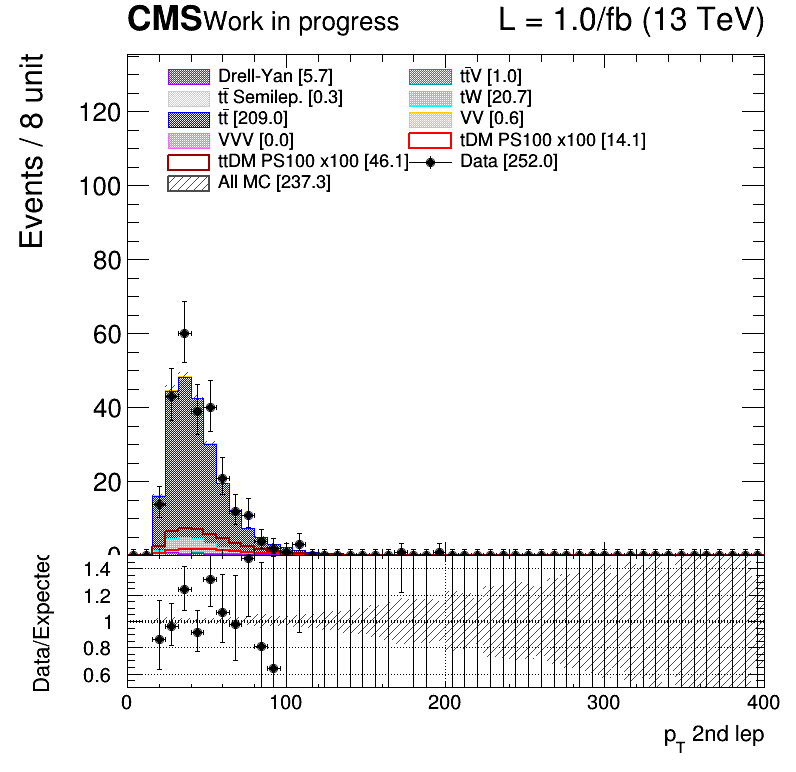 CMS Work in progress L = 1.0/fb (13 TeV)
Events / 8 unit
Drell-Yan [5.7] tt̄V [1.0]
tt̄ Semilep. [0.3] tW [20.7]
tt̄ [209.0] VV [0.6]
VVV [0.0] tDM PS100 x100 [14.1]
ttDM PS100 x100 [46.1] Data [252.0]
All MC [237.3]
120
100
80
60
40
20
0
Data/Expected
1.4
1.2
1
0.8
0.6
0 100 200 300 400
p_T 2nd lep